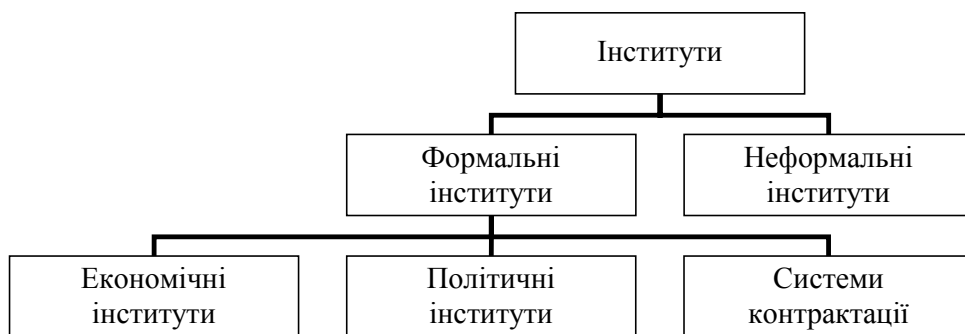 Інститути
Формальні
інститути
Неформальні
інститути
Економічні
інститути
Політичні
інститути
Системи
контрактації